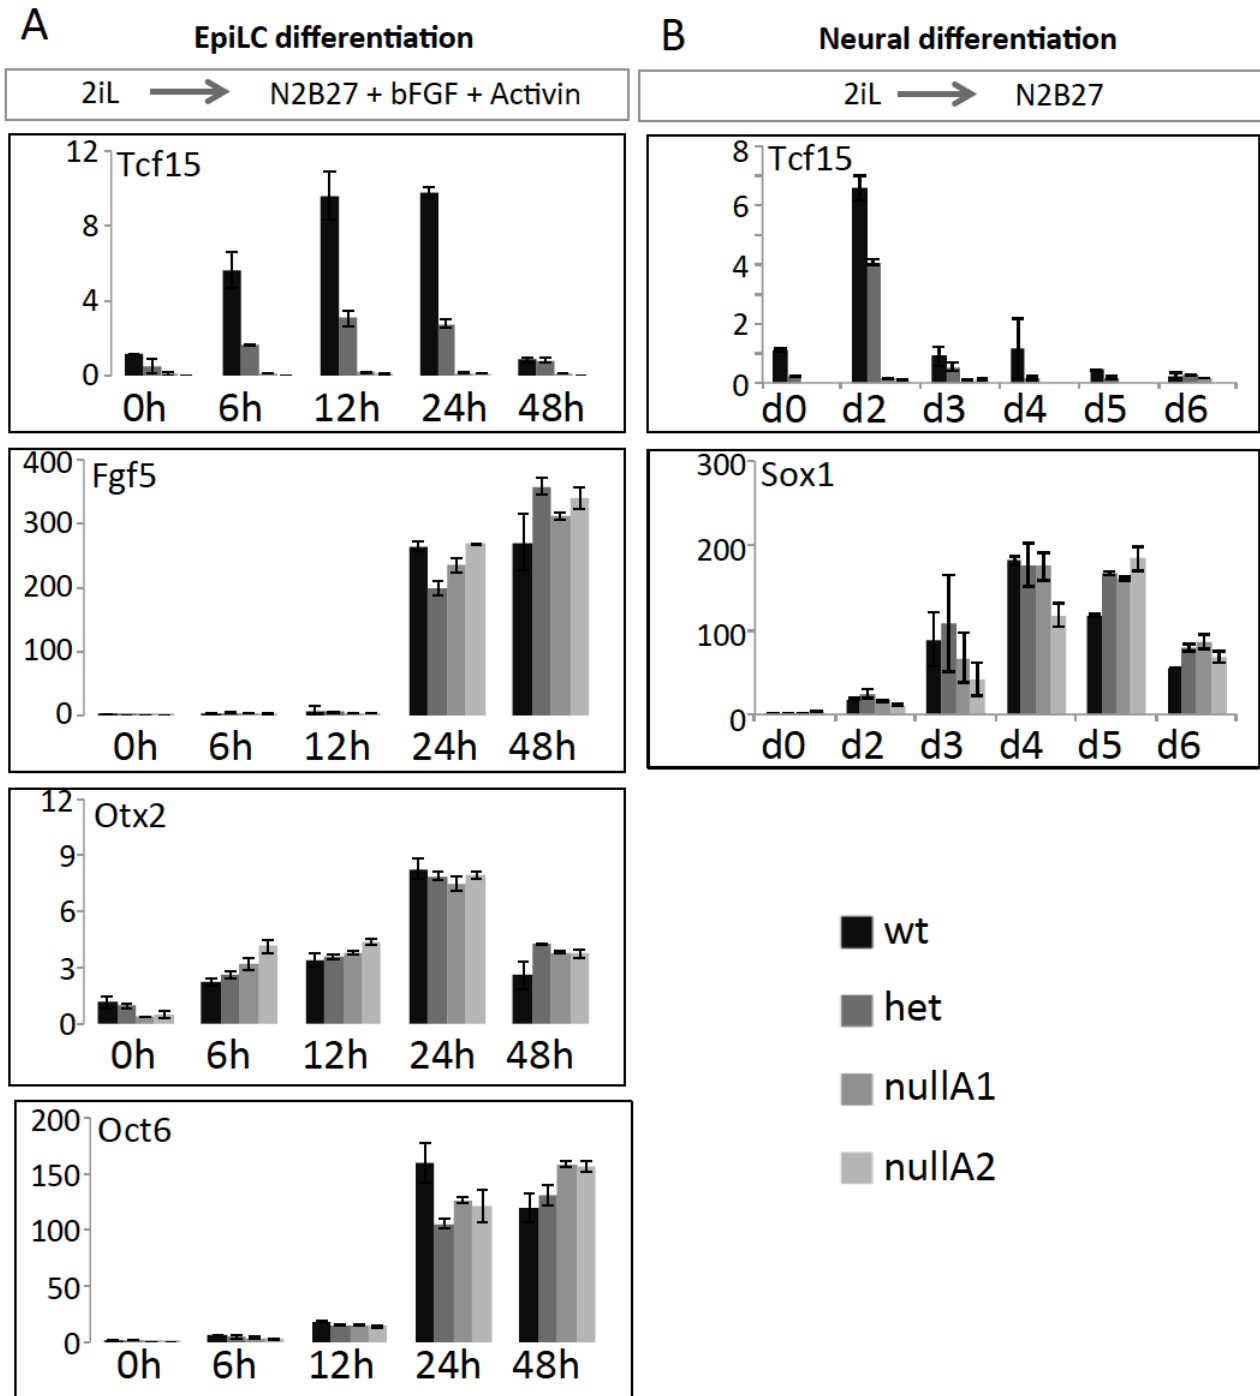 A
EpiLC differentiation
2iL → N2B27 + bFGF + Activin
12
8
4
0
Tcf15
0h 6h 12h 24h 48h
400
300
200
100
0
Fgf5
0h 6h 12h 24h 48h
12
9
6
3
0
Otx2
0h 6h 12h 24h 48h
200
150
100
50
0
Oct6
0h 6h 12h 24h 48h
B
Neural differentiation
2iL → N2B27
8
6
4
2
0
Tcf15
d0 d2 d3 d4 d5 d6
300
200
100
0
Sox1
d0 d2 d3 d4 d5 d6
wt
het
nullA1
nullA2